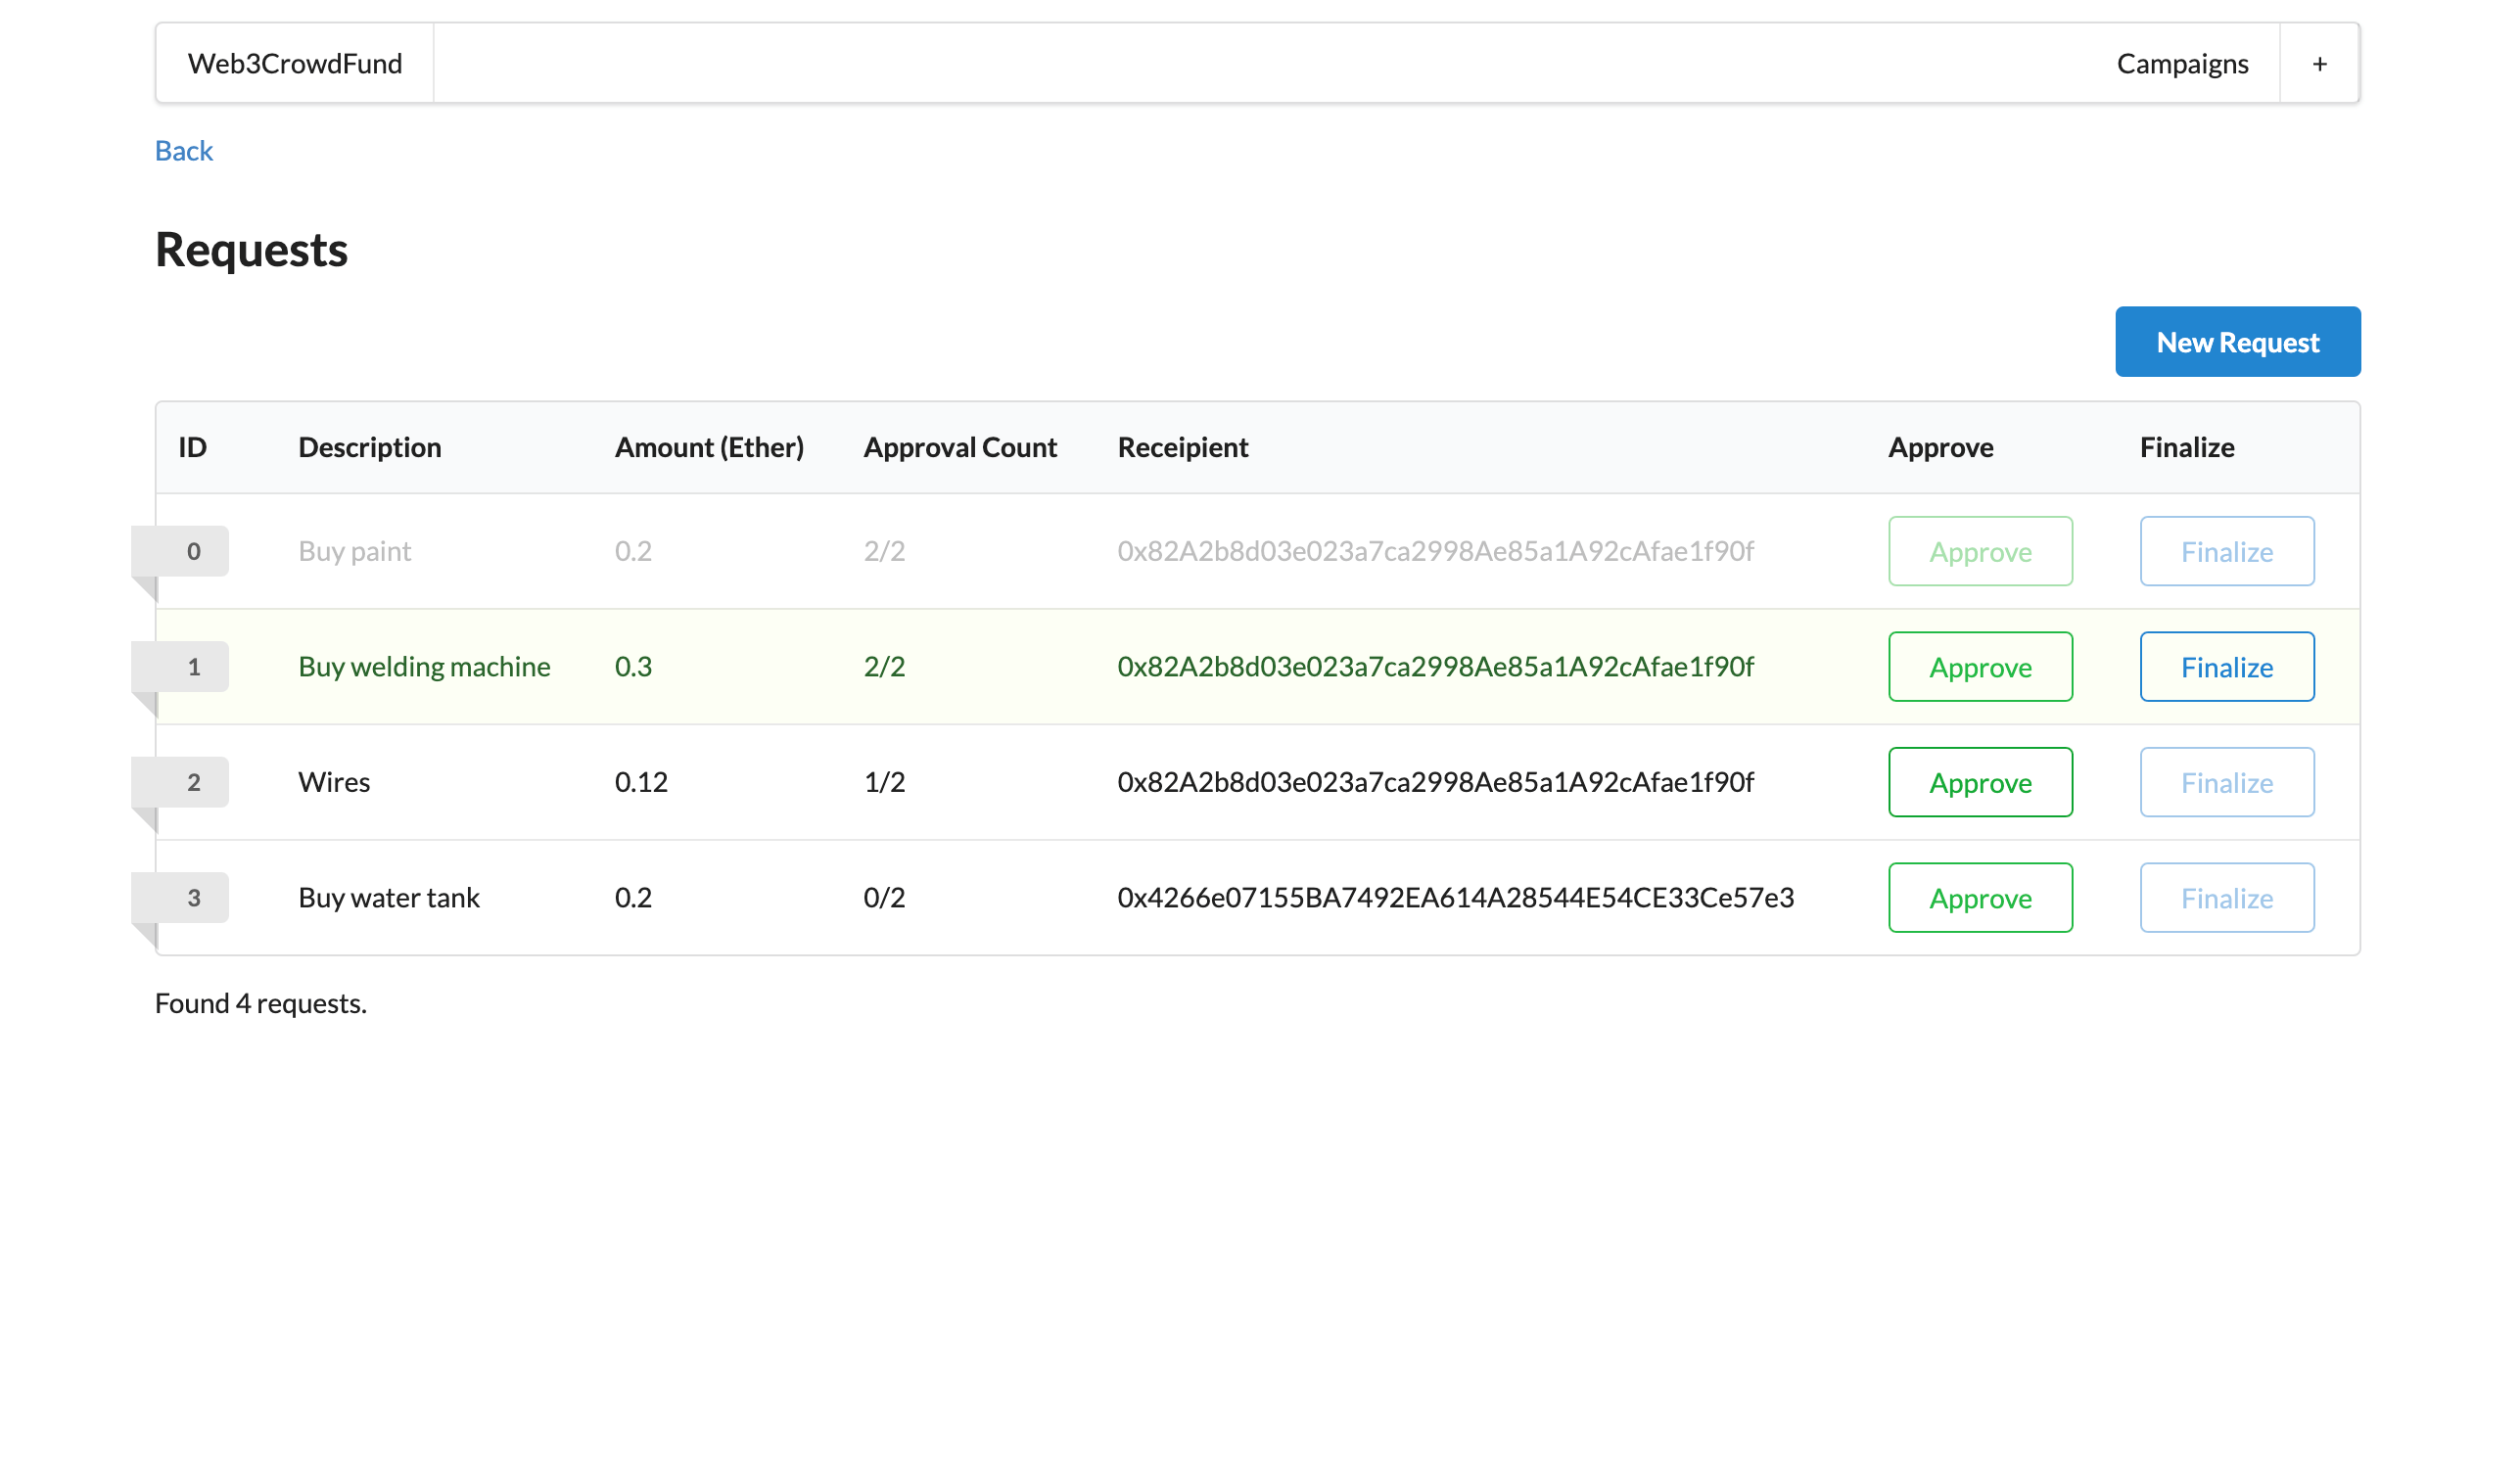 Web3CrowdFund Campaigns +
Back
Requests
New Request
ID Description Amount (Ether) Approval Count Receipient Approve Finalize
0 Buy paint 0.2 2/2 0x82A2b8d03e023a7ca2998Ae85a1A92cAfae1f90f Approve Finalize
1 Buy welding machine 0.3 2/2 0x82A2b8d03e023a7ca2998Ae85a1A92cAfae1f90f Approve Finalize
2 Wires 0.12 1/2 0x82A2b8d03e023a7ca2998Ae85a1A92cAfae1f90f Approve Finalize
3 Buy water tank 0.2 0/2 0x4266e07155BA7492EA614A28544E54CE33Ce57e3 Approve Finalize
Found 4 requests.